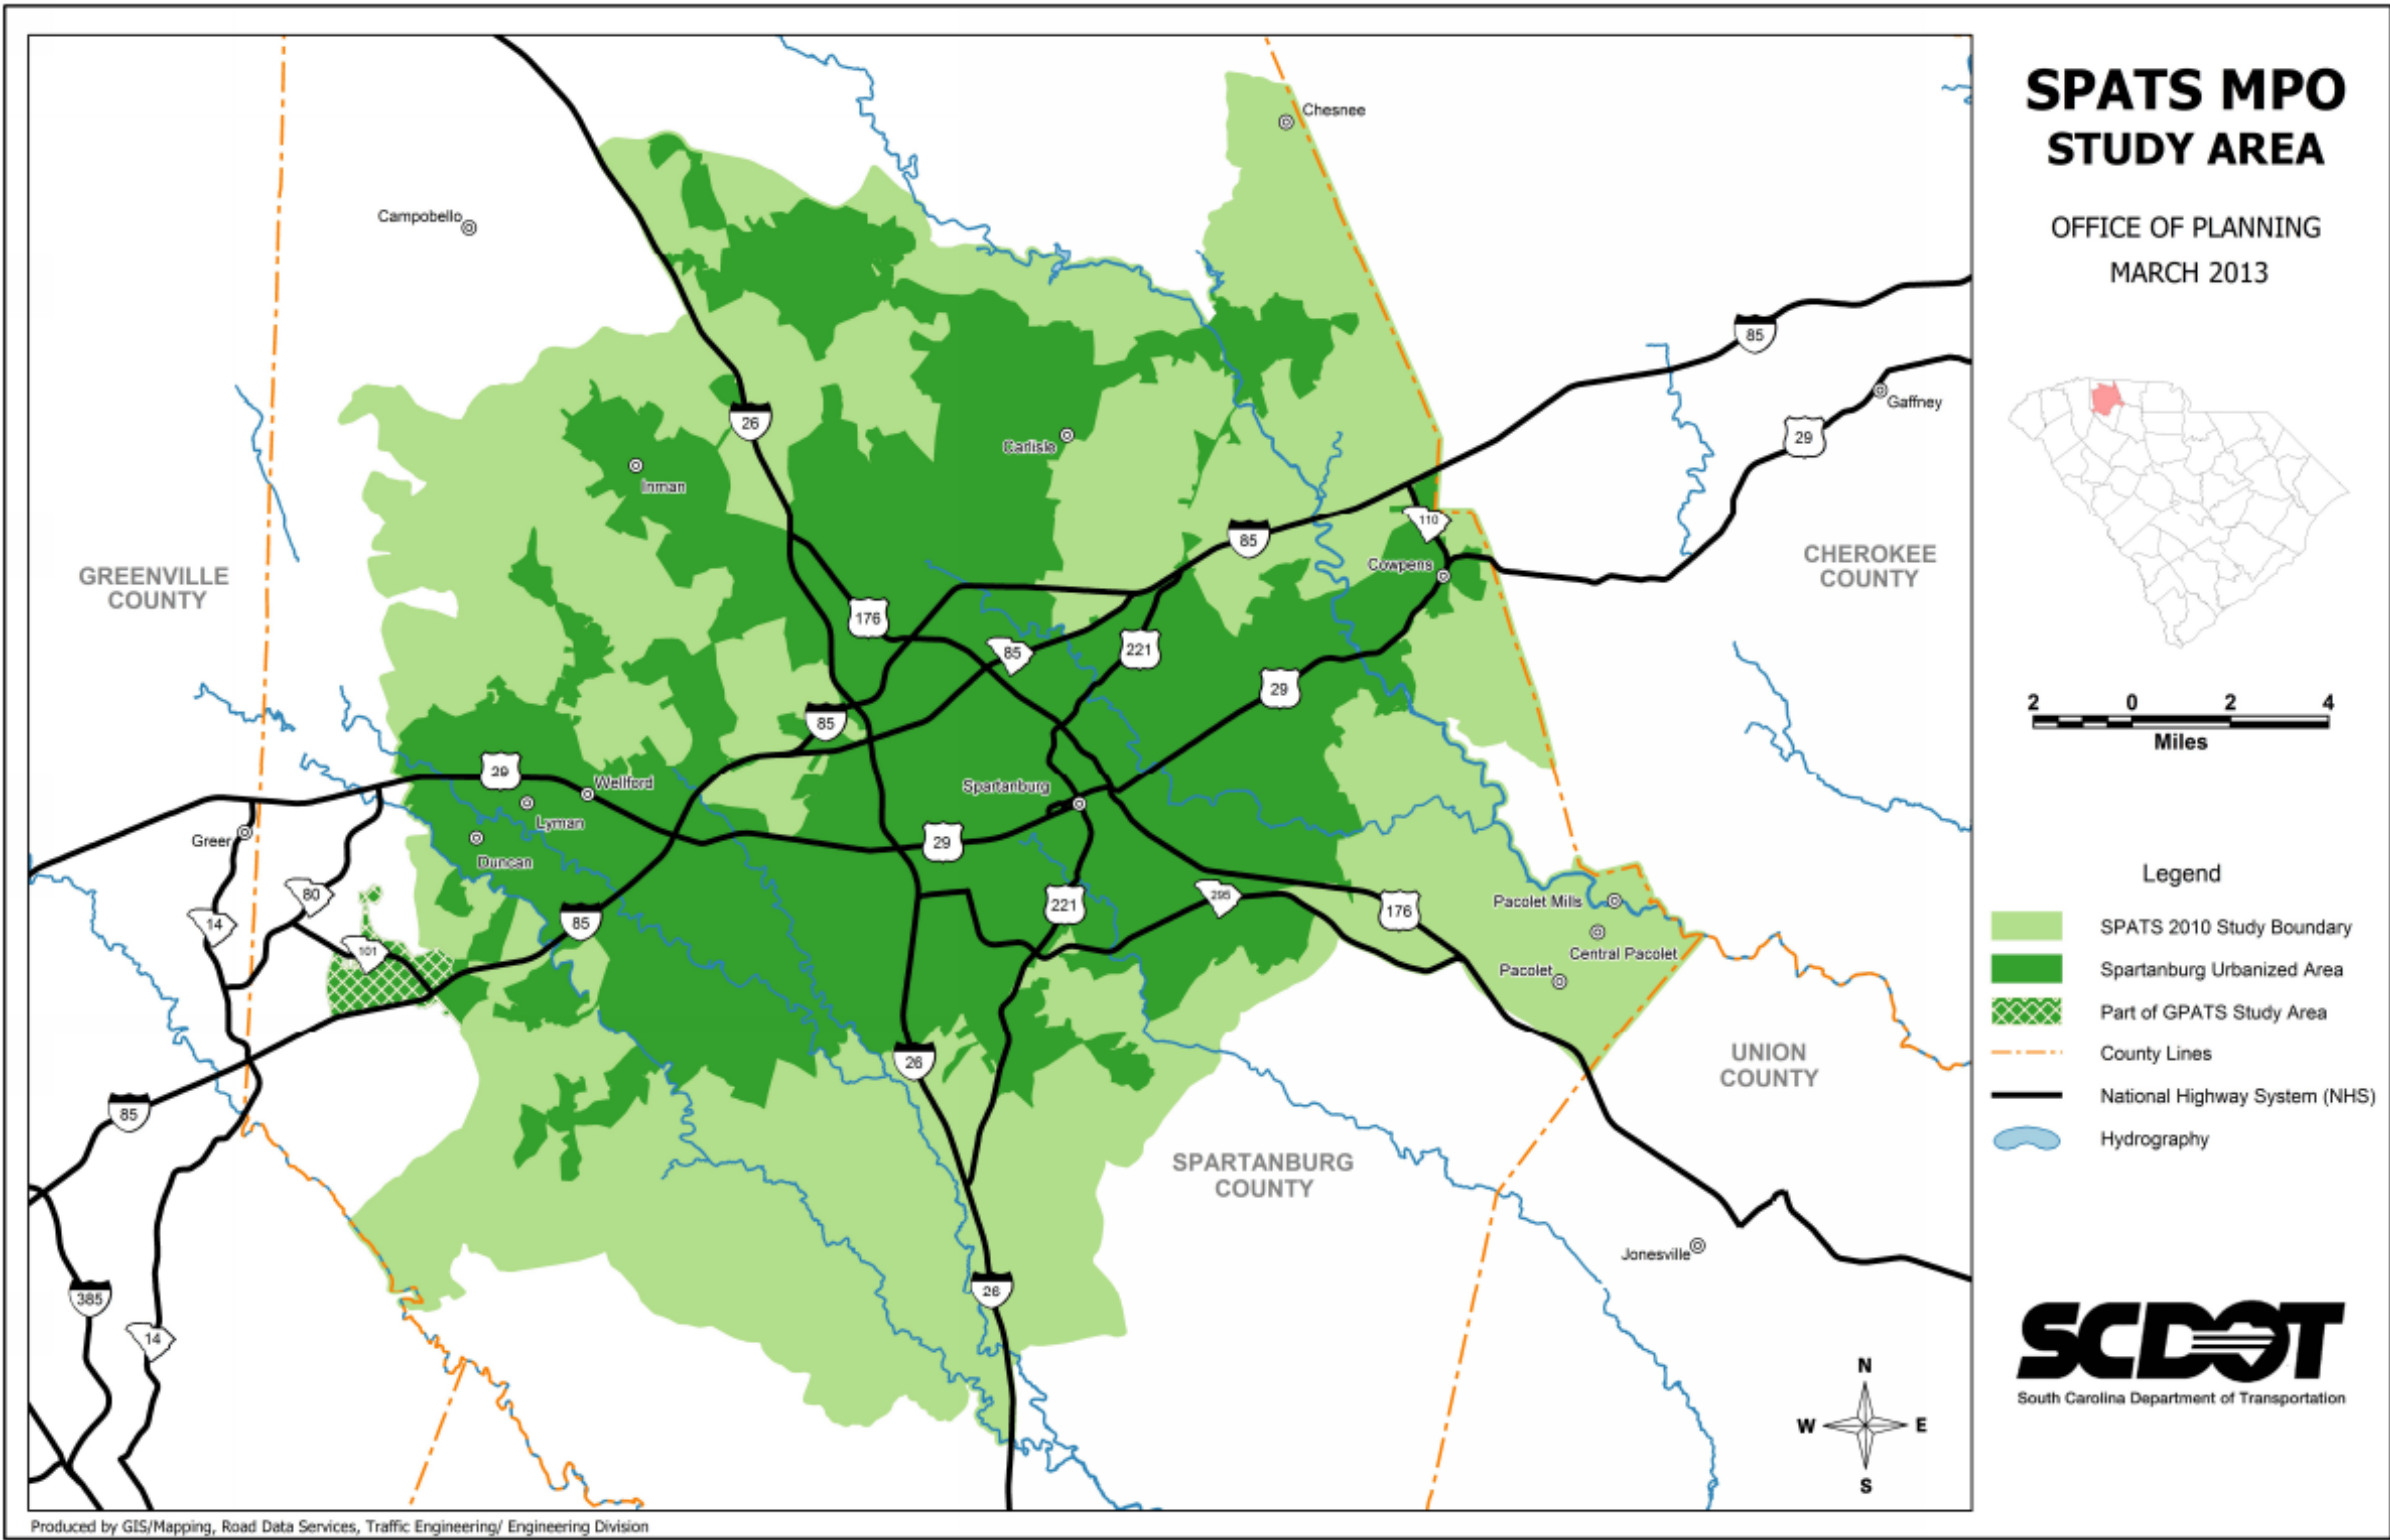 SPATS MPO
STUDY AREA
OFFICE OF PLANNING
MARCH 2013
Chesnee
Campobello
85
Gaffney
29
26
Carlisle
Inman
110
85
Cowpens
GREENVILLE
COUNTY
CHEROKEE
COUNTY
176
85
221
29
85
29
Wellford
Spartanburg
Lyman
Greer
29
Duncan
80
14
101
85
221
295
176
Pacolet Mills
Central Pacolet
Pacolet
26
UNION
COUNTY
85
SPARTANBURG
COUNTY
Jonesville
385
26
14
2 0 2 4
Miles
Legend
SPATS 2010 Study Boundary
Spartanburg Urbanized Area
Part of GPATS Study Area
County Lines
National Highway System (NHS)
Hydrography
N
W E
S
SCDOT
South Carolina Department of Transportation
Produced by GIS/Mapping, Road Data Services, Traffic Engineering/ Engineering Division